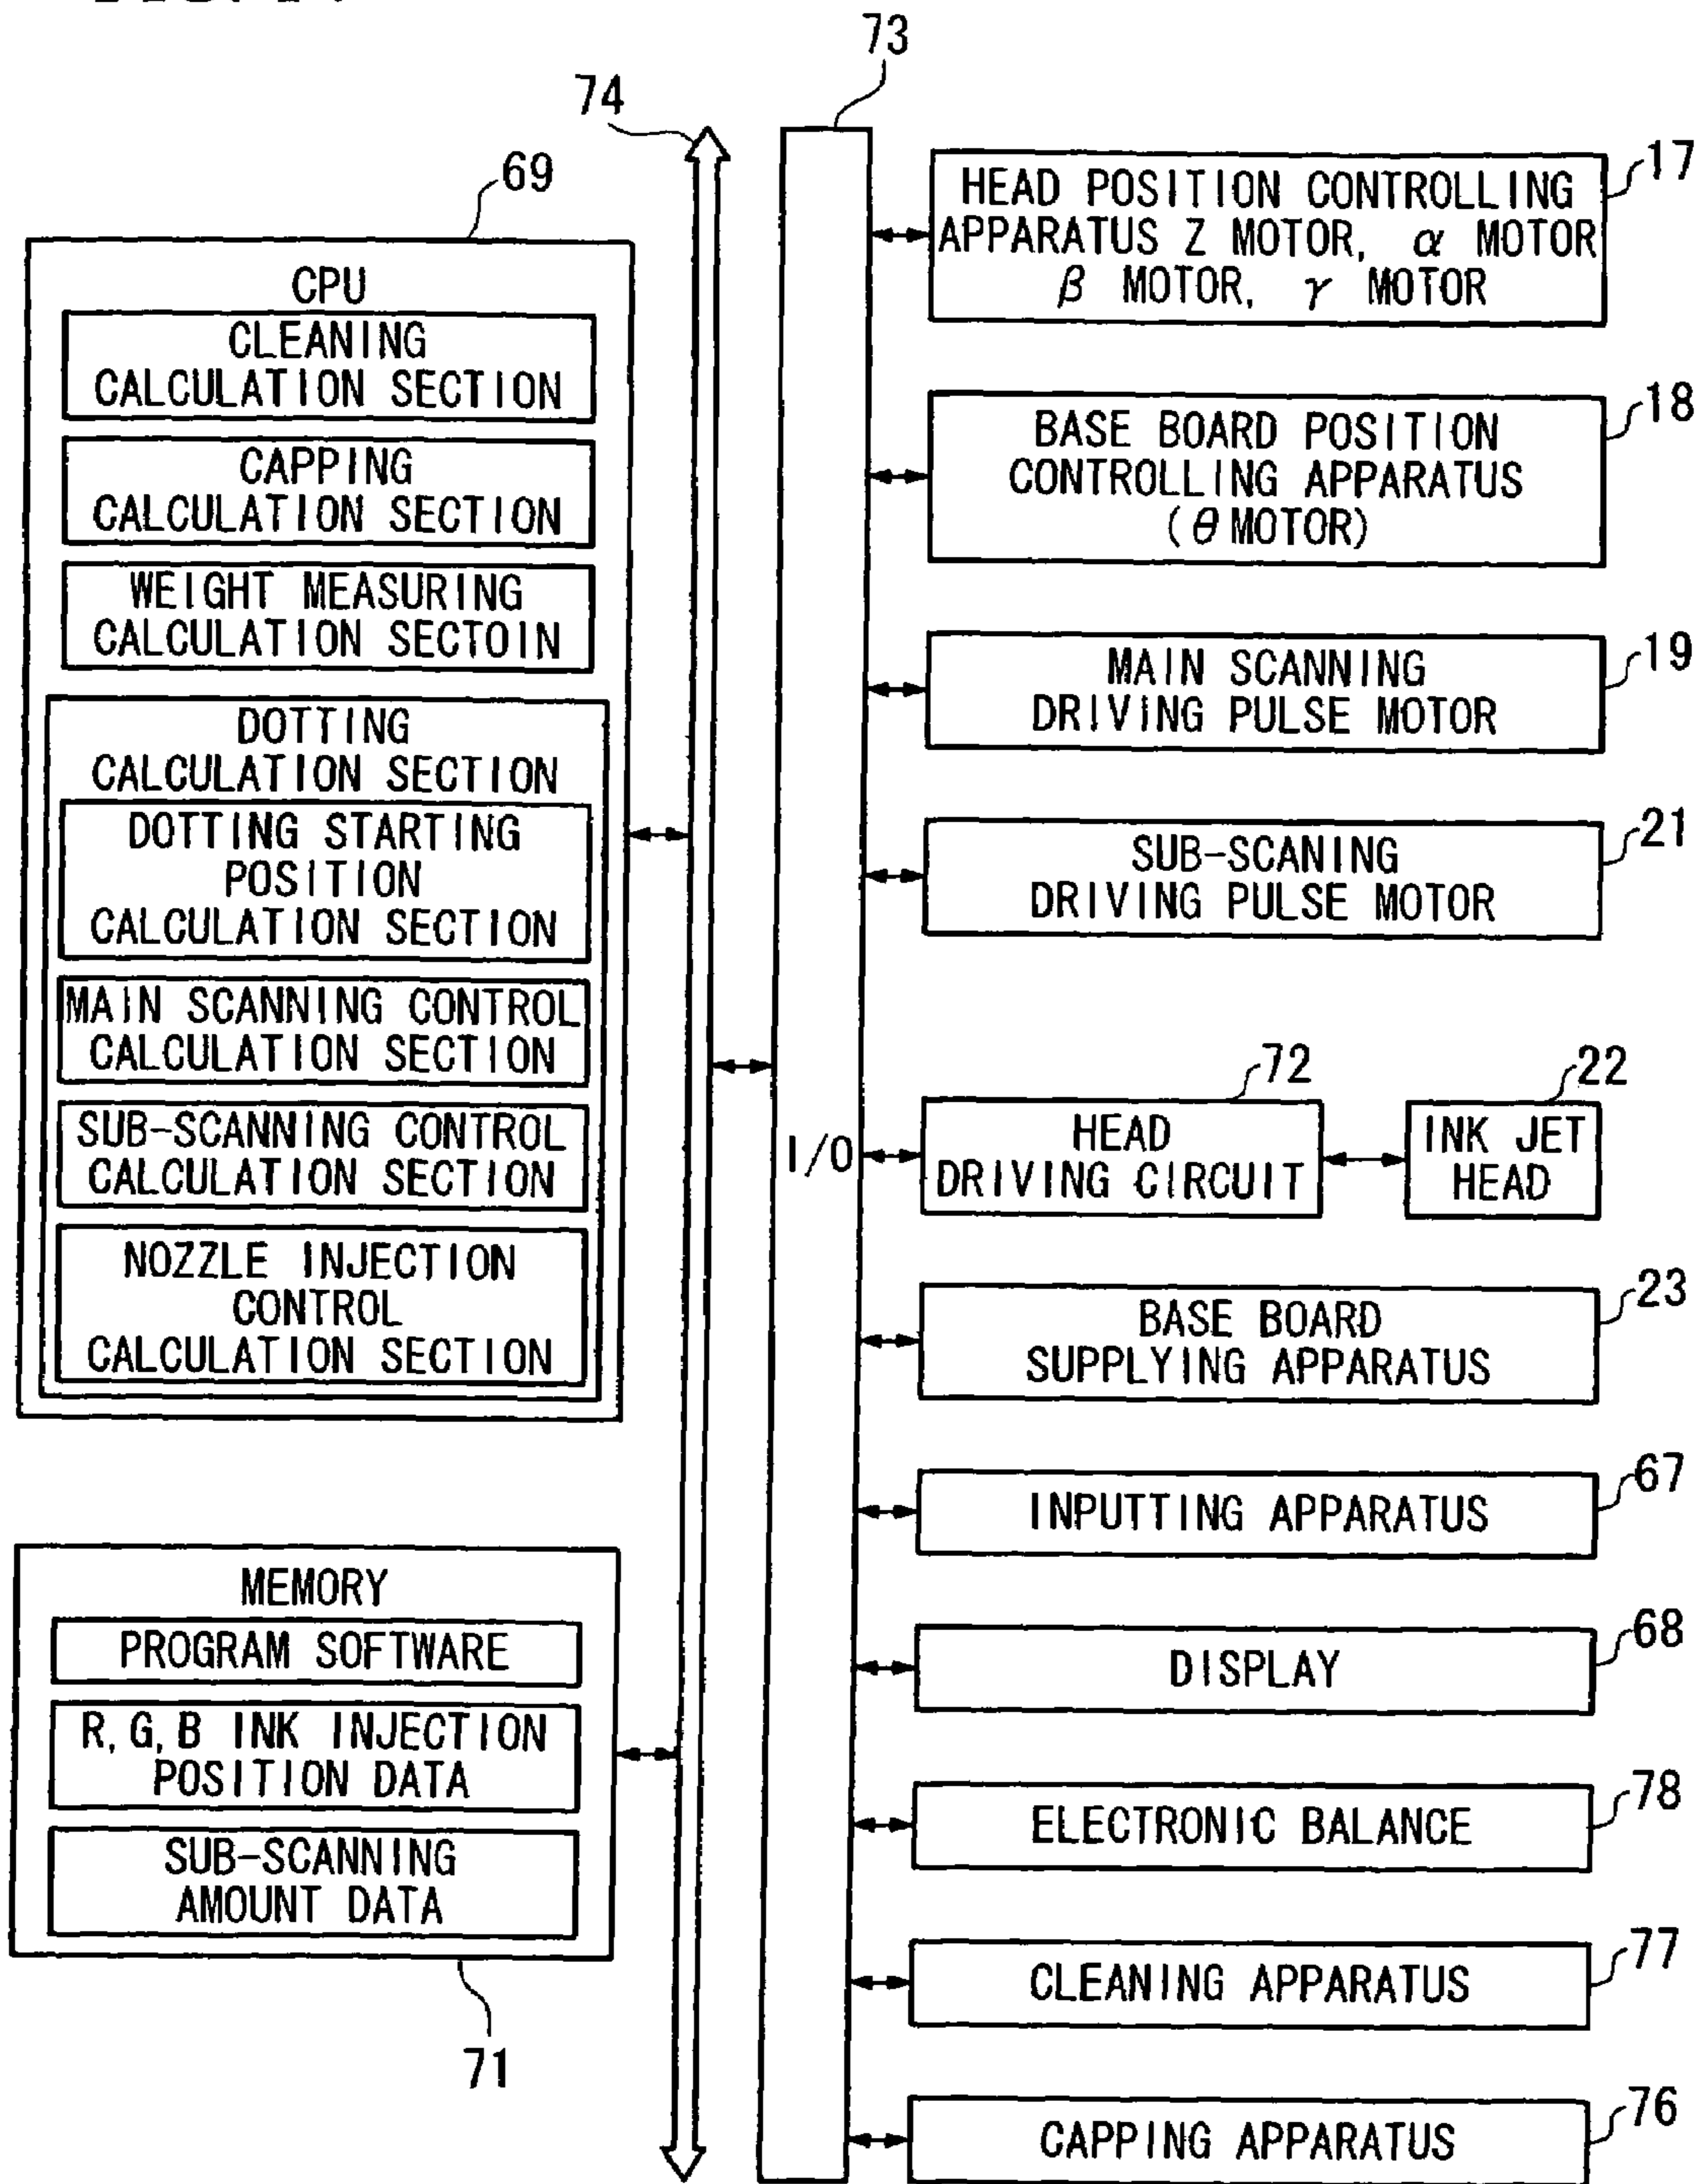 73
74
69
CPU
CLEANING
CALCULATION SECTION
CAPPING
CALCULATION SECTION
WEIGHT MEASURING
CALCULATION SECTOIN
DOTTING
CALCULATION SECTION
DOTTING STARTING
POSITION
CALCULATION SECTION
MAIN SCANNING CONTROL
CALCULATION SECTION
SUB-SCANNING CONTROL
CALCULATION SECTION
NOZZLE INJECTION
CONTROL
CALCULATION SECTION
MEMORY
PROGRAM SOFTWARE
R, G, B INK INJECTION
POSITION DATA
SUB-SCANNING
AMOUNT DATA
71
I/O
HEAD POSITION CONTROLLING
APPARATUS Z MOTOR, α MOTOR
β MOTOR, γ MOTOR
17
BASE BOARD POSITION
CONTROLLING APPARATUS
(θ MOTOR)
18
MAIN SCANNING
DRIVING PULSE MOTOR
19
SUB-SCANING
DRIVING PULSE MOTOR
21
HEAD
DRIVING CIRCUIT
72
INK JET
HEAD
22
BASE BOARD
SUPPLYING APPARATUS
23
INPUTTING APPARATUS
67
DISPLAY
68
ELECTRONIC BALANCE
78
CLEANING APPARATUS
77
CAPPING APPARATUS
76